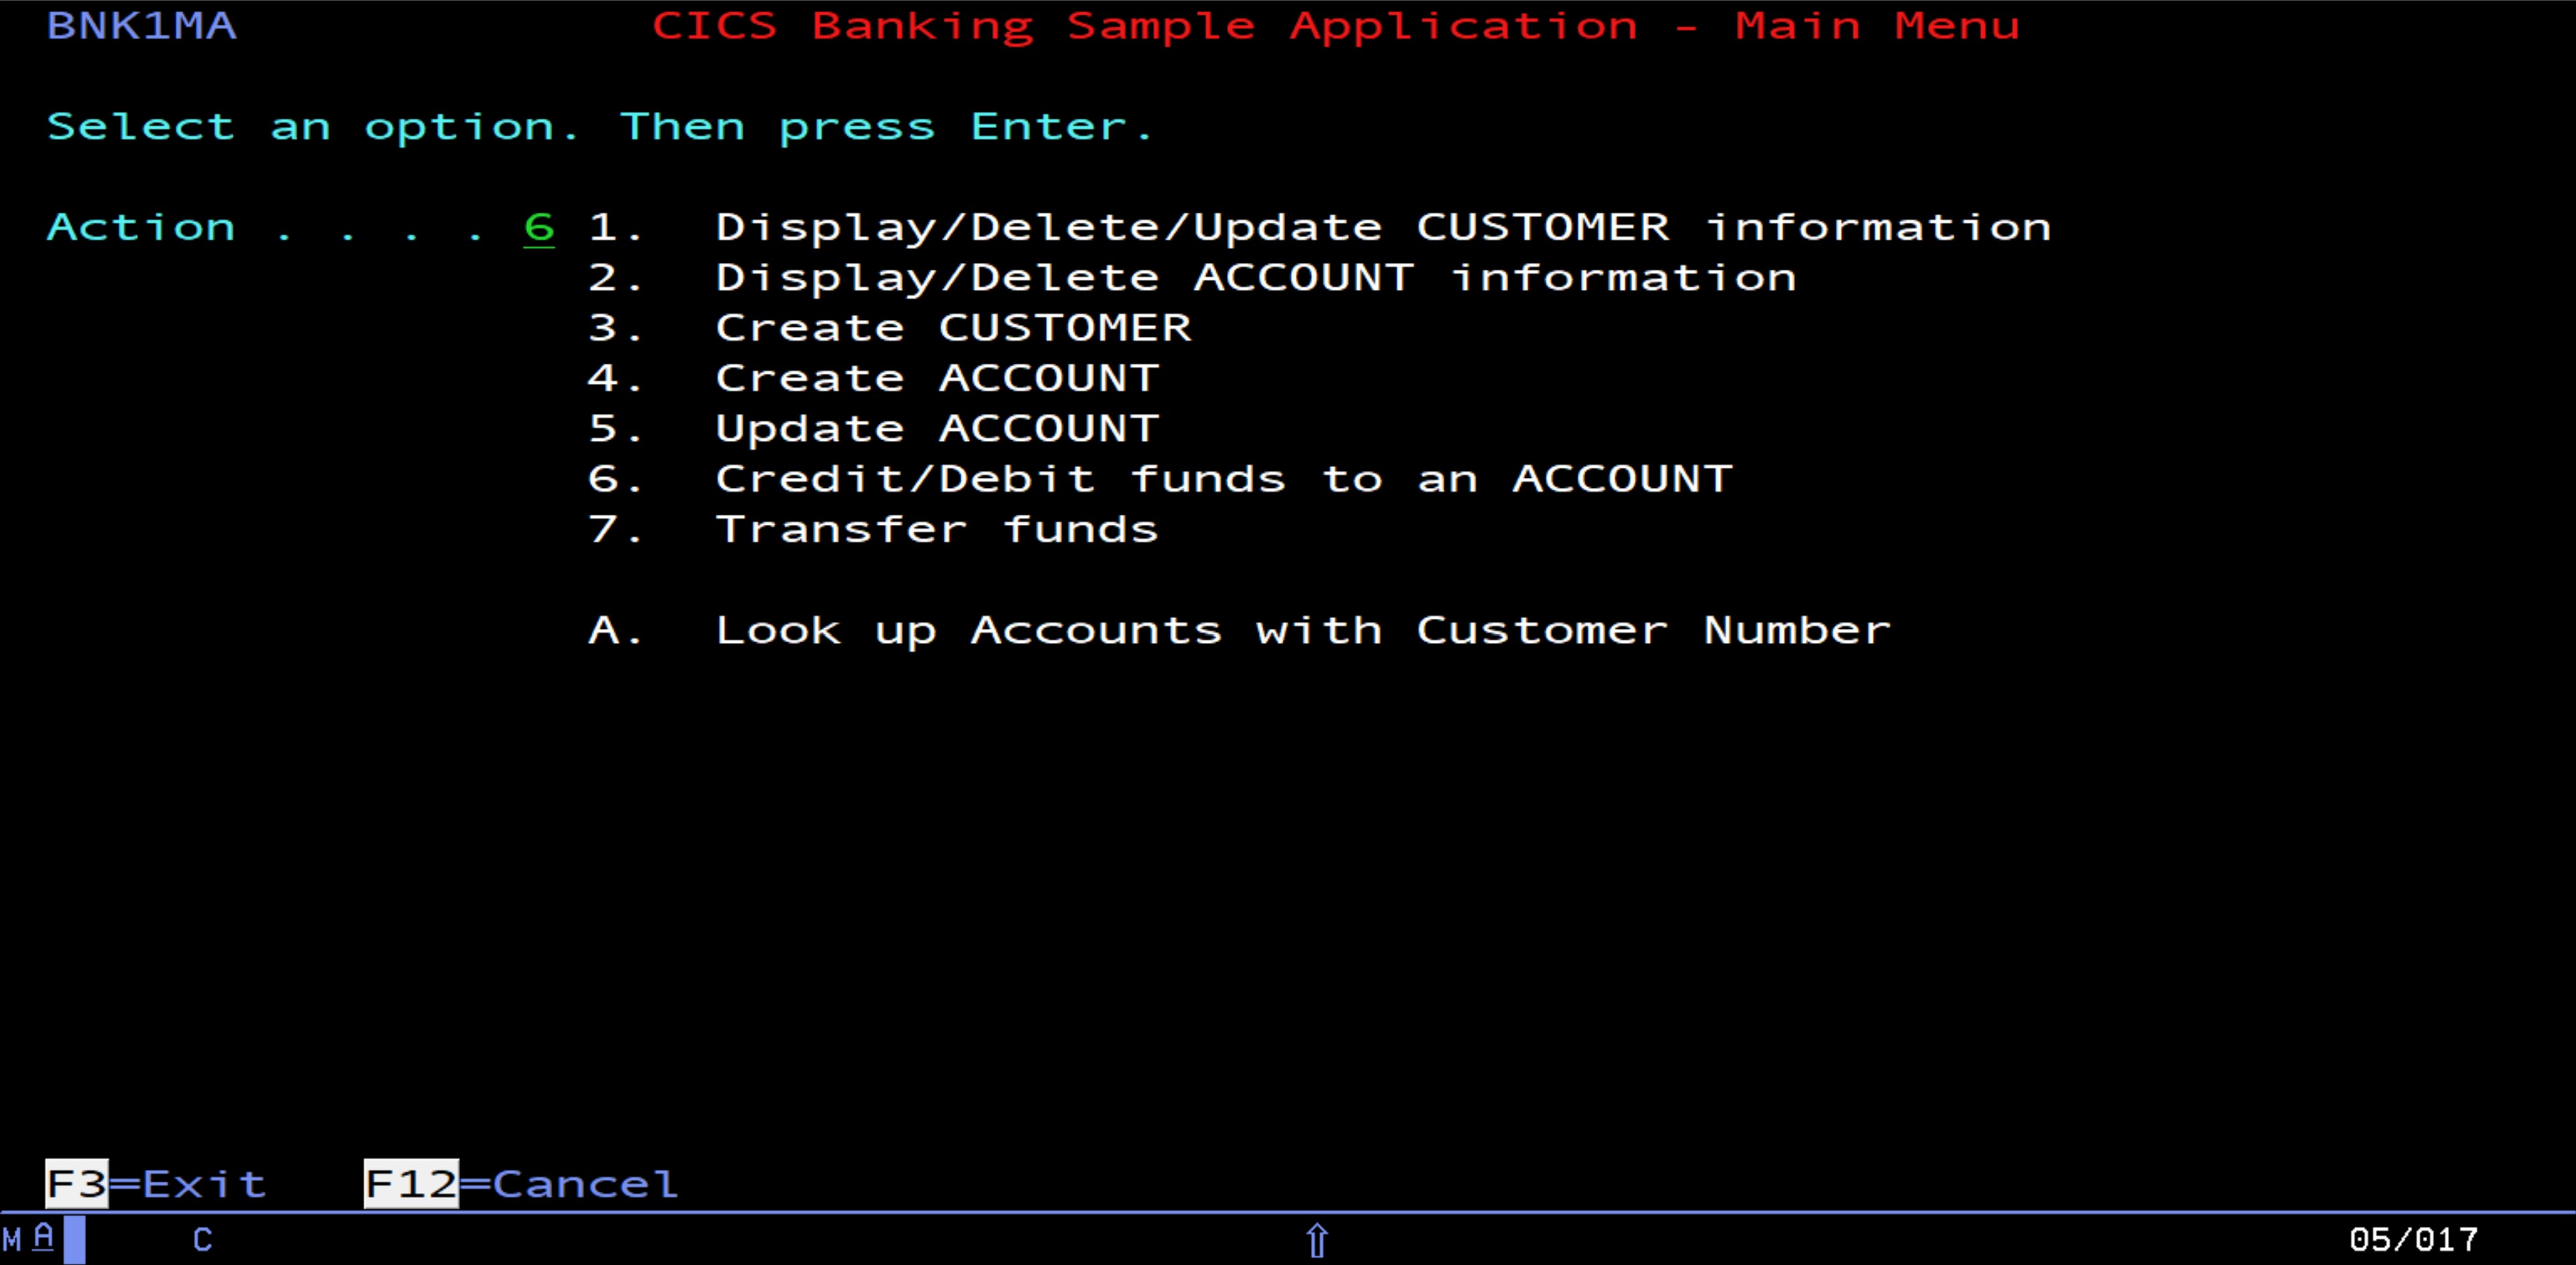 BNK1MA CICS Banking Sample Application - Main Menu
Select an option. Then press Enter.
Action . . . . 6 1. Display/Delete/Update CUSTOMER information
2. Display/Delete ACCOUNT information
3. Create CUSTOMER
4. Create ACCOUNT
5. Update ACCOUNT
6. Credit/Debit funds to an ACCOUNT
7. Transfer funds
A. Look up Accounts with Customer Number
F3=Exit F12=Cancel
M A C ⇧ 05/017